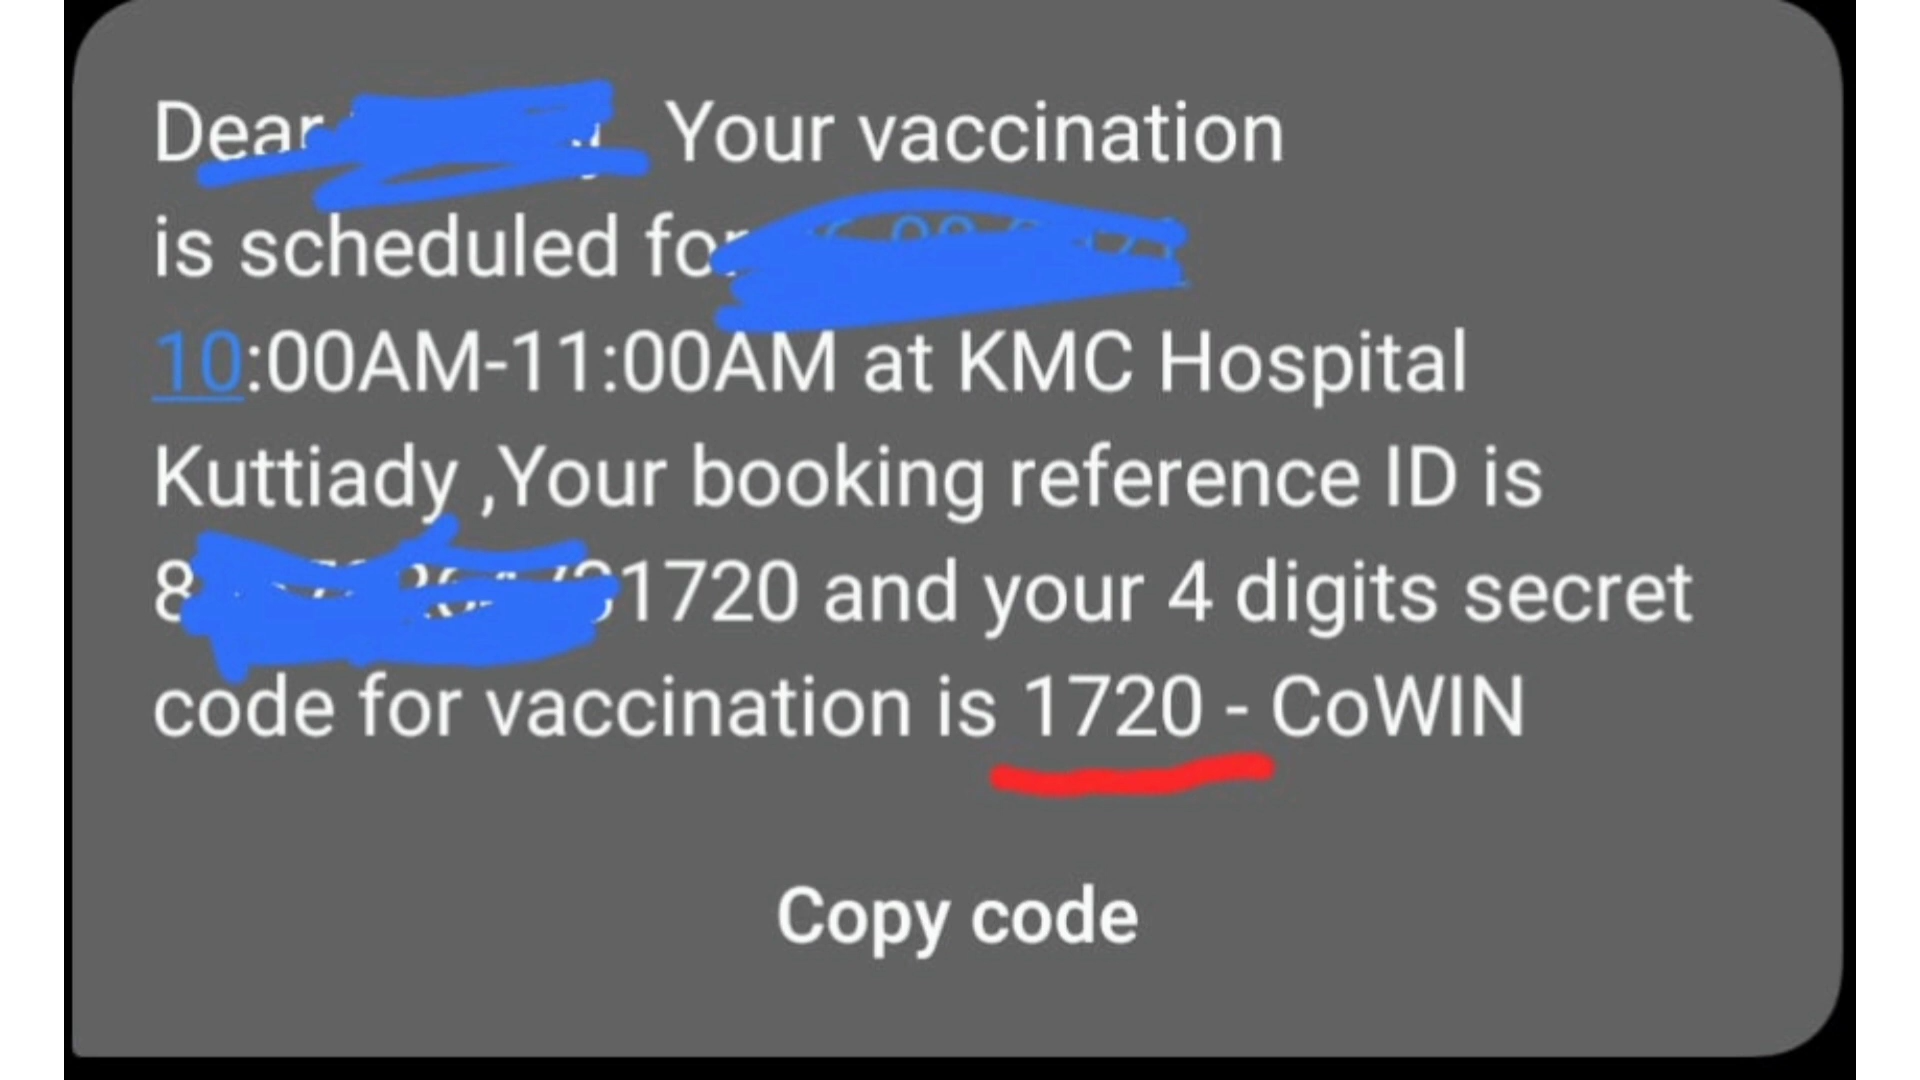 Dear Your vaccination
is scheduled for
10:00AM-11:00AM at KMC Hospital
Kuttiady ,Your booking reference ID is
1720 and your 4 digits secret
code for vaccination is 1720 - CoWIN
Copy code